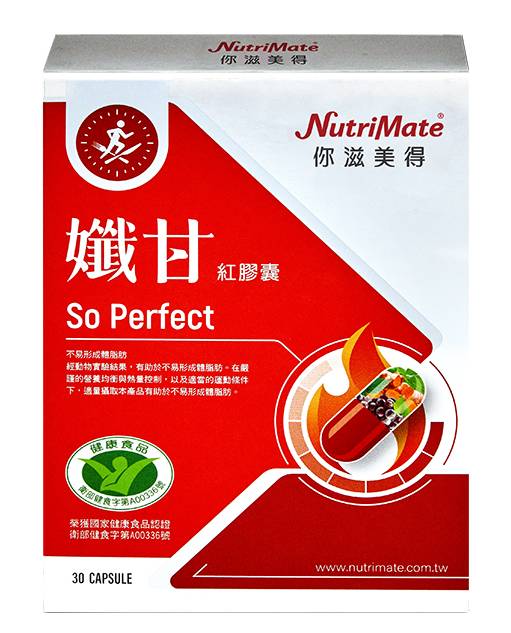 NutriMate®
你滋美得
NutriMate®
你滋美得
孅甘 紅膠囊
So Perfect
不易形成體脂肪
經動物實驗結果，有助於不易形成體脂肪。在嚴
謹的營養均衡與熱量控制，以及適當的運動條件
下，適量攝取本產品有助於不易形成體脂肪。
健康食品
衛部健食字第A00336號
榮獲國家健康食品認證
衛部健食字第A00336號
30 CAPSULE
www.nutrimate.com.tw